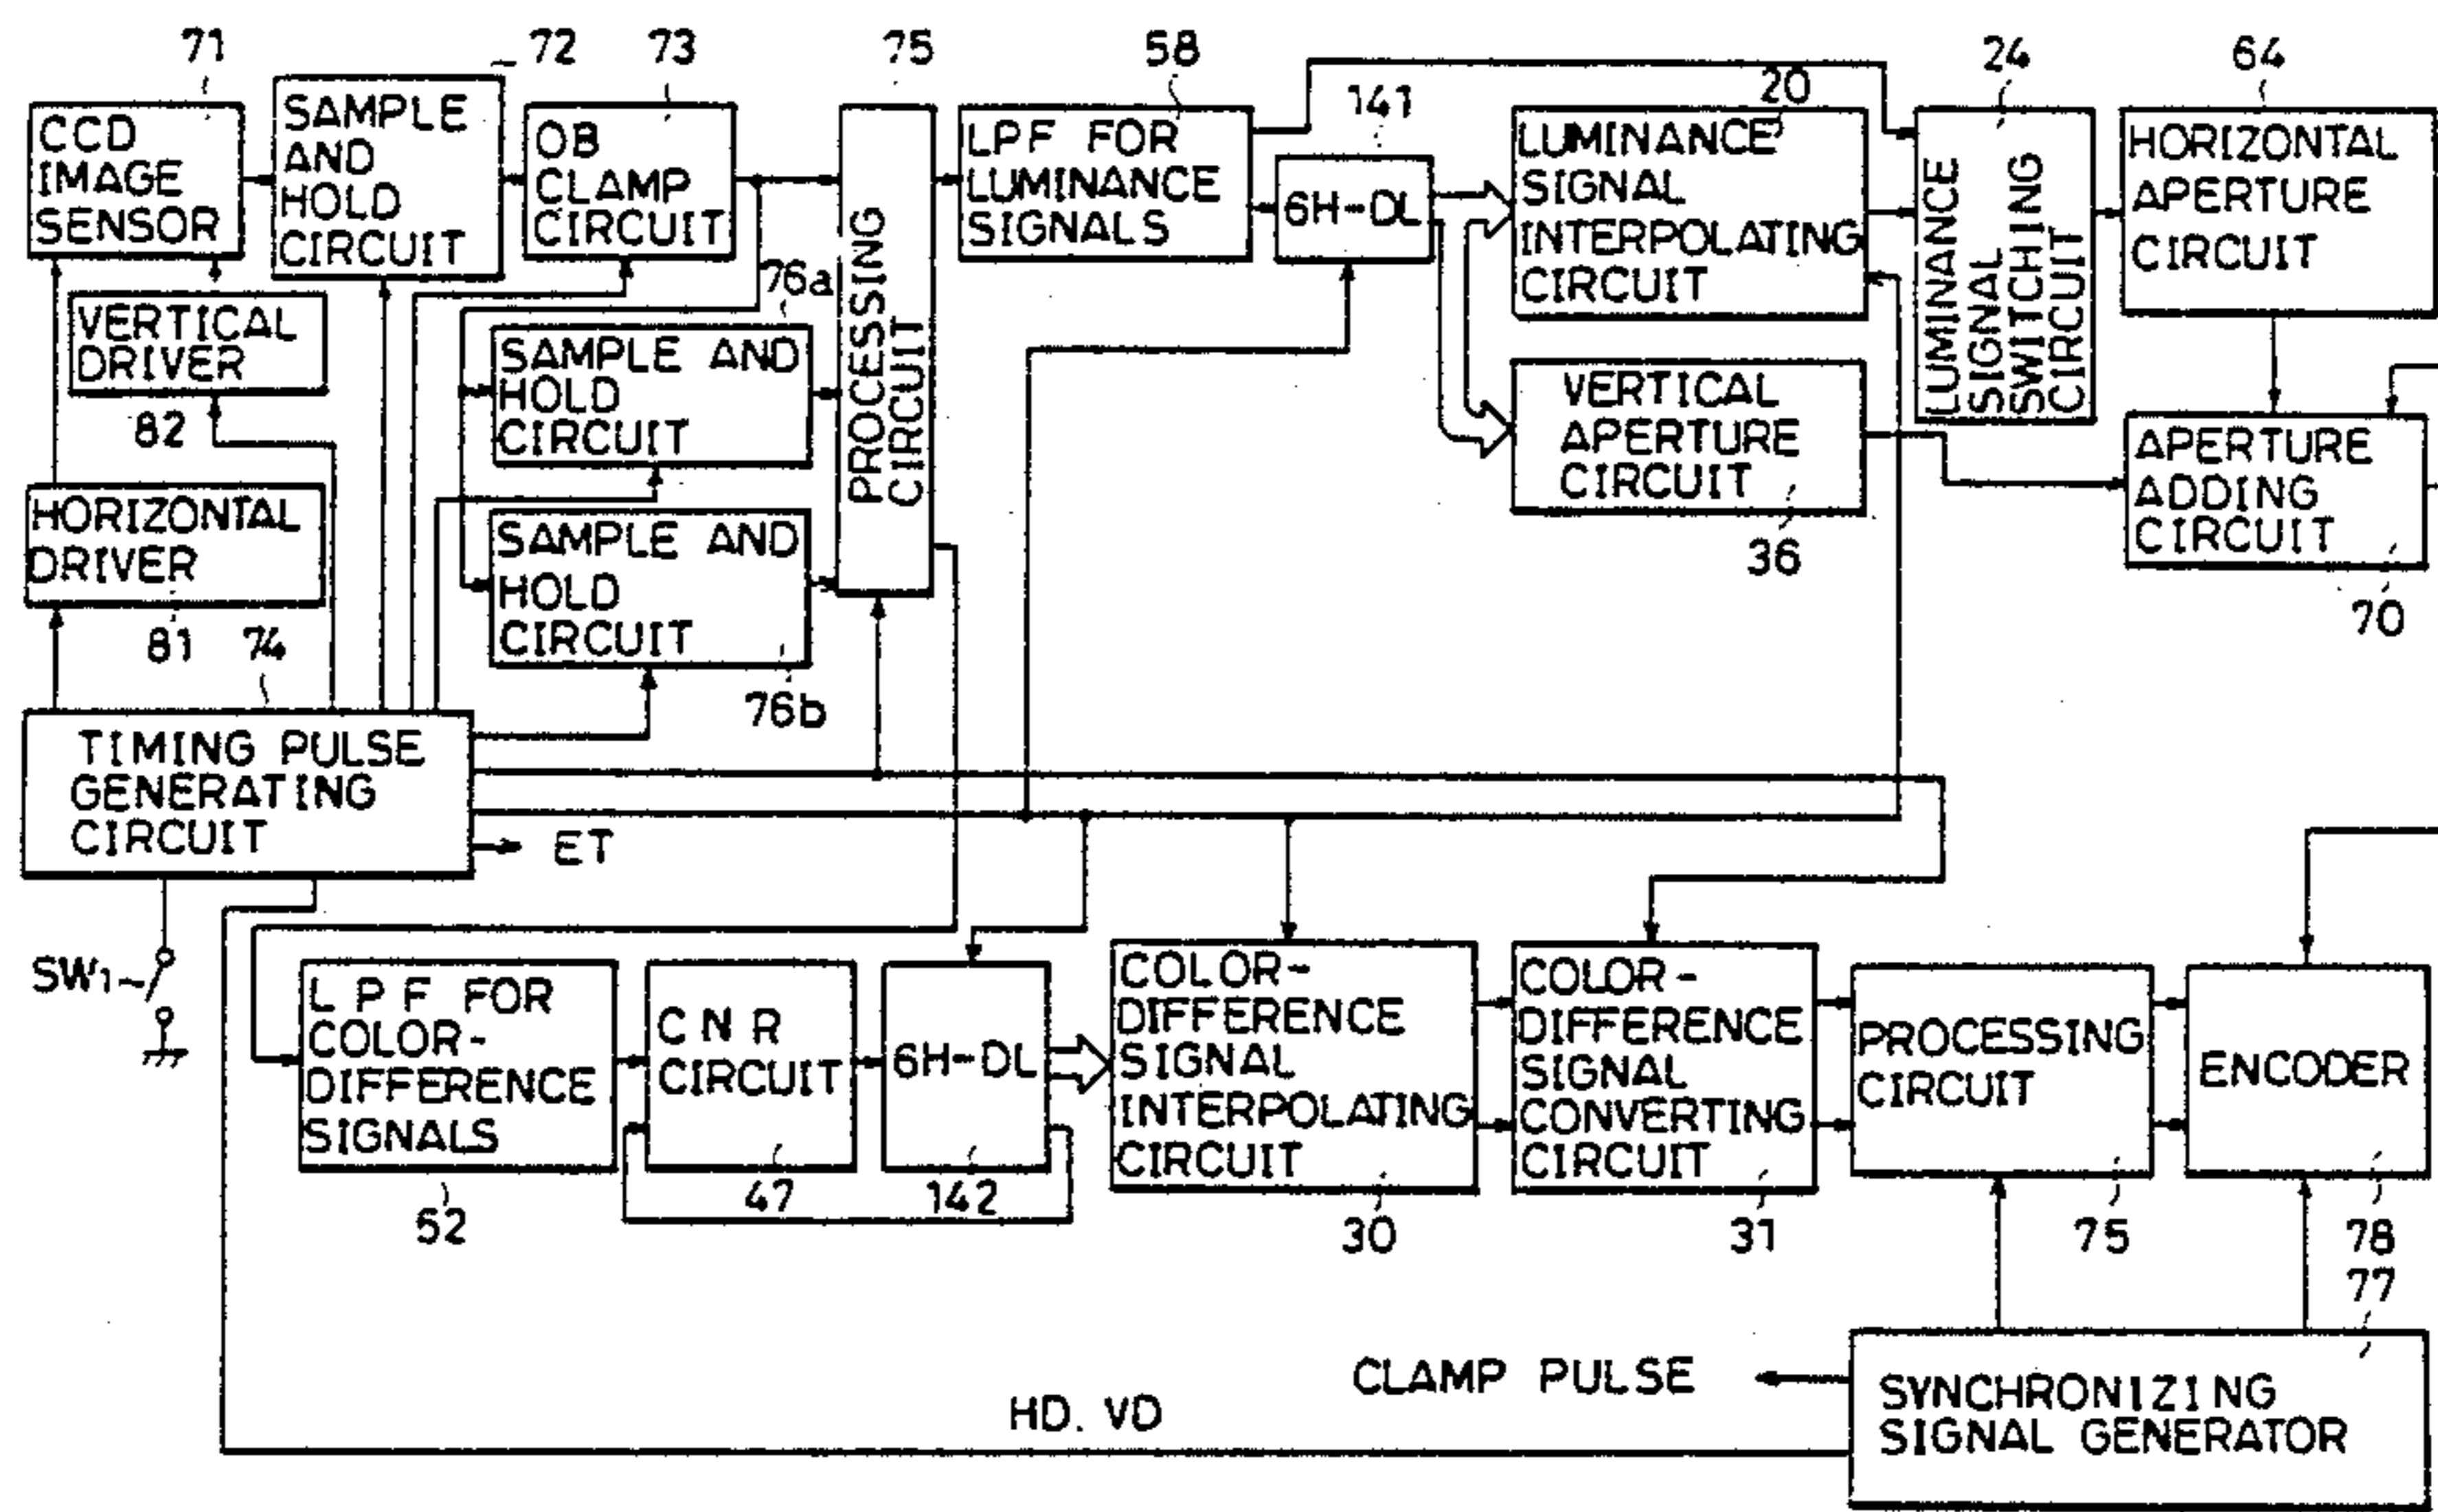 71
72
73
75
58
141
20
24
64
CCD
IMAGE
SENSOR
SAMPLE
AND
HOLD
CIRCUIT
OB
CLAMP
CIRCUIT
PROCESSING
CIRCUIT
LPF FOR
LUMINANCE
SIGNALS
6H-DL
LUMINANCE
SIGNAL
INTERPOLATING
CIRCUIT
LUMINANCE
SIGNAL
SWITCHING
CIRCUIT
HORIZONTAL
APERTURE
CIRCUIT
VERTICAL
DRIVER
82
76a
SAMPLE AND
HOLD
CIRCUIT
VERTICAL
APERTURE
CIRCUIT
36
APERTURE
ADDING
CIRCUIT
70
HORIZONTAL
DRIVER
81
74
SAMPLE AND
HOLD
CIRCUIT
76b
TIMING PULSE
GENERATING
CIRCUIT
ET
SW1
LPF FOR
COLOR-
DIFFERENCE
SIGNALS
52
CNR
CIRCUIT
47
6H-DL
142
COLOR-
DIFFERENCE
SIGNAL
INTERPOLATING
CIRCUIT
30
COLOR-
DIFFERENCE
SIGNAL
CONVERTING
CIRCUIT
31
PROCESSING
CIRCUIT
75
ENCODER
78
77
CLAMP PULSE
HD. VD
SYNCHRONIZING
SIGNAL GENERATOR